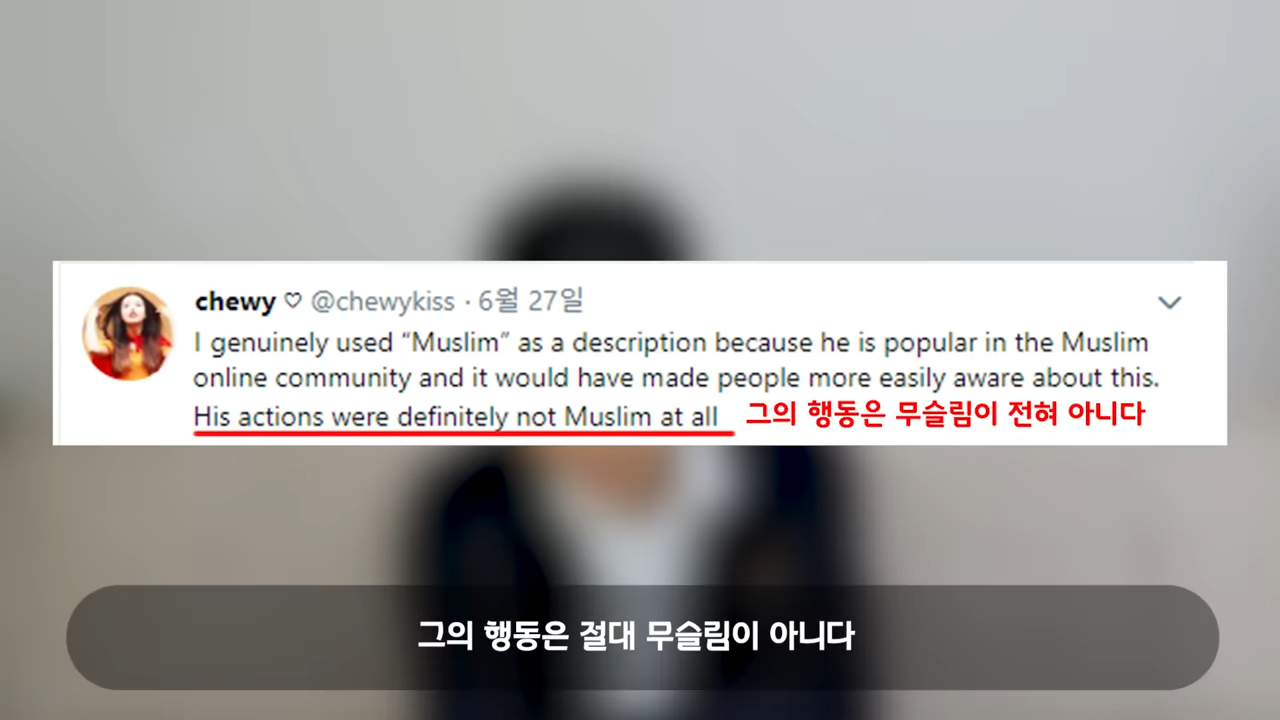 chewy ♡ @chewykiss · 6월 27일
I genuinely used “Muslim” as a description because he is popular in the Muslim
online community and it would have made people more easily aware about this.
His actions were definitely not Muslim at all 그의 행동은 무슬림이 전혀 아니다
그의 행동은 절대 무슬림이 아니다